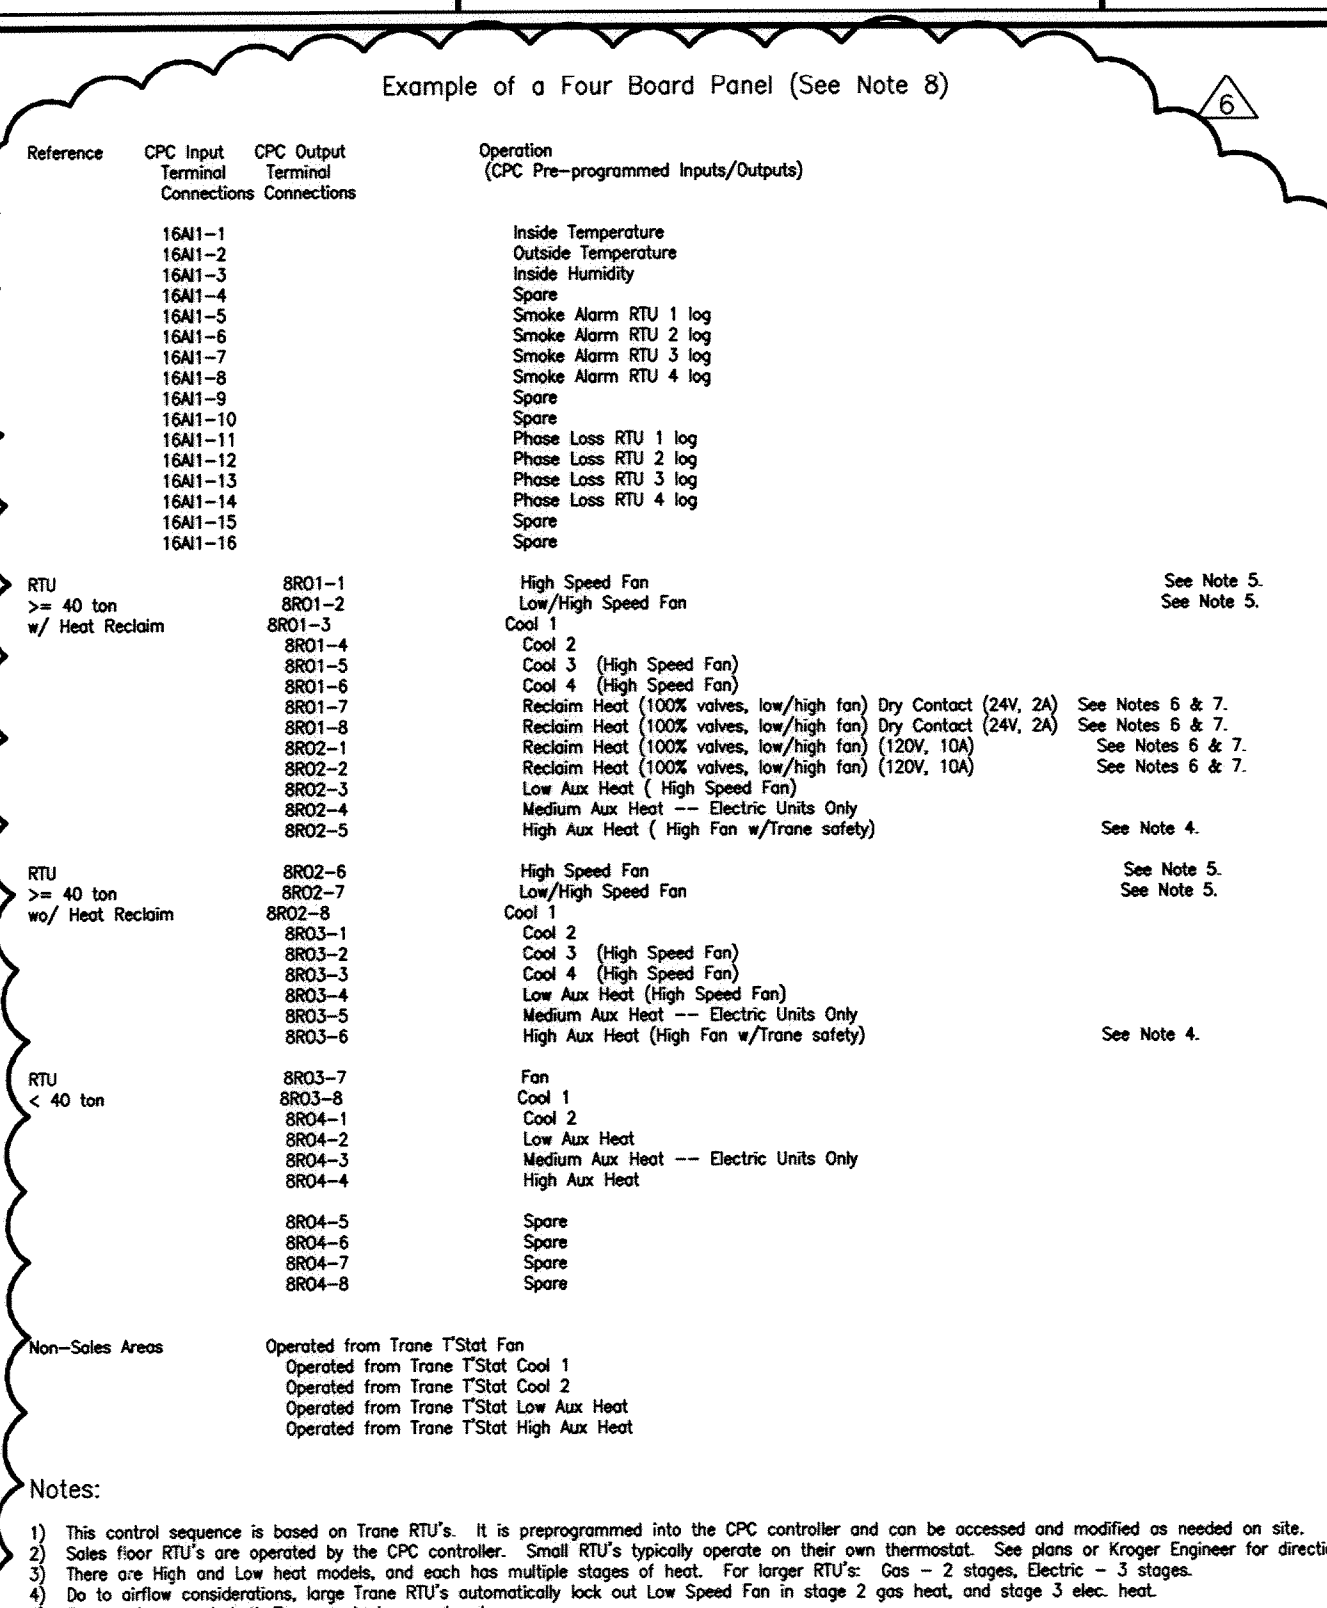 Example of a Four Board Panel (See Note 8)
6
Reference CPC Input CPC Output Operation
Terminal Terminal (CPC Pre-programmed Inputs/Outputs)
Connections Connections
16AI1-1 Inside Temperature
16AI1-2 Outside Temperature
16AI1-3 Inside Humidity
16AI1-4 Spare
16AI1-5 Smoke Alarm RTU 1 log
16AI1-6 Smoke Alarm RTU 2 log
16AI1-7 Smoke Alarm RTU 3 log
16AI1-8 Smoke Alarm RTU 4 log
16AI1-9 Spare
16AI1-10 Spare
16AI1-11 Phase Loss RTU 1 log
16AI1-12 Phase Loss RTU 2 log
16AI1-13 Phase Loss RTU 3 log
16AI1-14 Phase Loss RTU 4 log
16AI1-15 Spare
16AI1-16 Spare
RTU 8RO1-1 High Speed Fan See Note 5.
>= 40 ton 8RO1-2 Low/High Speed Fan See Note 5.
w/ Heat Reclaim 8RO1-3 Cool 1
8RO1-4 Cool 2
8RO1-5 Cool 3 (High Speed Fan)
8RO1-6 Cool 4 (High Speed Fan)
8RO1-7 Reclaim Heat (100% valves, low/high fan) Dry Contact (24V, 2A) See Notes 6 & 7.
8RO1-8 Reclaim Heat (100% valves, low/high fan) Dry Contact (24V, 2A) See Notes 6 & 7.
8RO2-1 Reclaim Heat (100% valves, low/high fan) (120V, 10A) See Notes 6 & 7.
8RO2-2 Reclaim Heat (100% valves, low/high fan) (120V, 10A) See Notes 6 & 7.
8RO2-3 Low Aux Heat ( High Speed Fan)
8RO2-4 Medium Aux Heat -- Electric Units Only
8RO2-5 High Aux Heat ( High Fan w/Trane safety) See Note 4.
RTU 8RO2-6 High Speed Fan See Note 5.
>= 40 ton 8RO2-7 Low/High Speed Fan See Note 5.
wo/ Heat Reclaim 8RO2-8 Cool 1
8RO3-1 Cool 2
8RO3-2 Cool 3 (High Speed Fan)
8RO3-3 Cool 4 (High Speed Fan)
8RO3-4 Low Aux Heat (High Speed Fan)
8RO3-5 Medium Aux Heat -- Electric Units Only
8RO3-6 High Aux Heat (High Fan w/Trane safety) See Note 4.
RTU 8RO3-7 Fan
< 40 ton 8RO3-8 Cool 1
8RO4-1 Cool 2
8RO4-2 Low Aux Heat
8RO4-3 Medium Aux Heat -- Electric Units Only
8RO4-4 High Aux Heat
8RO4-5 Spare
8RO4-6 Spare
8RO4-7 Spare
8RO4-8 Spare
Non-Sales Areas Operated from Trane T'Stat Fan
Operated from Trane T'Stat Cool 1
Operated from Trane T'Stat Cool 2
Operated from Trane T'Stat Low Aux Heat
Operated from Trane T'Stat High Aux Heat
Notes:
1) This control sequence is based on Trane RTU's. It is preprogrammed into the CPC controller and can be accessed and modified as needed on site.
2) Sales floor RTU's are operated by the CPC controller. Small RTU's typically operate on their own thermostat. See plans or Kroger Engineer for directi
3) There are High and Low heat models, and each has multiple stages of heat. For larger RTU's: Gas - 2 stages, Electric - 3 stages.
4) Do to airflow considerations, large Trane RTU's automatically lock out Low Speed Fan in stage 2 gas heat, and stage 3 elec. heat.